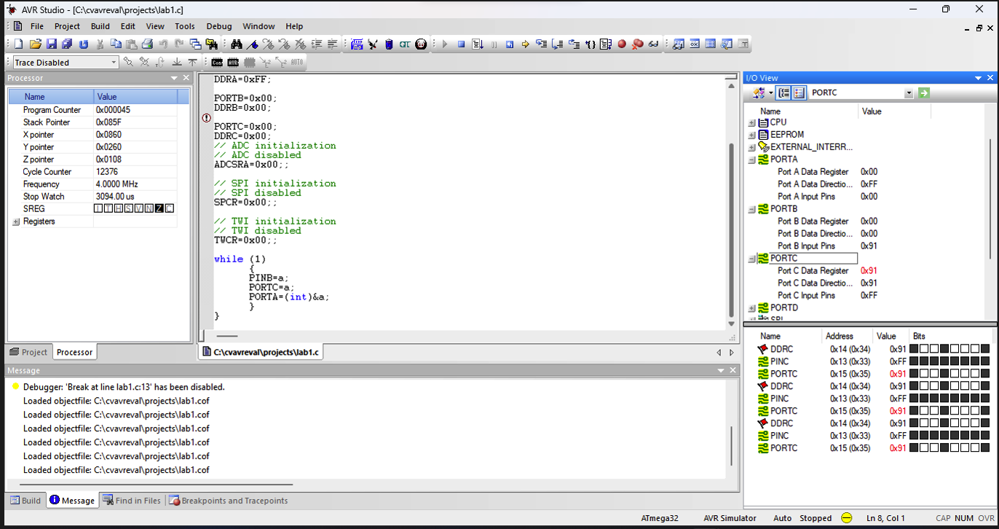 AVR Studio - [C:\cvavreval\projects\lab1.c]
File Project Build Edit View Tools Debug Window Help
Trace Disabled
Con AVR AUTO
Processor
Name Value
Program Counter 0x000045
Stack Pointer 0x085F
X pointer 0x0860
Y pointer 0x0260
Z pointer 0x0108
Cycle Counter 12376
Frequency 4.0000 MHz
Stop Watch 3094.00 us
SREG I T H S V N Z C
Registers
Project Processor
DDRA=0xFF;
PORTB=0x00;
DDRB=0x00;
PORTC=0x00;
DDRC=0x00;
// ADC initialization
// ADC disabled
ADCSRA=0x00;;
// SPI initialization
// SPI disabled
SPCR=0x00;;
// TWI initialization
// TWI disabled
TWCR=0x00;;
while (1)
{
PINB=a;
PORTC=a;
PORTA=(int)&a;
}
}
C:\cvavreval\projects\lab1.c
I/O View
PORTC
Name Value
CPU
EEPROM
EXTERNAL_INTERR...
PORTA
Port A Data Register 0x00
Port A Data Directio... 0xFF
Port A Input Pins 0x00
PORTB
Port B Data Register 0x00
Port B Data Directio... 0x00
Port B Input Pins 0x91
PORTC
Port C Data Register 0x91
Port C Data Directio... 0x91
Port C Input Pins 0xFF
PORTD
SPI
Name Address Value Bits
DDRC 0x14 (0x34) 0x91
PINC 0x13 (0x33) 0xFF
PORTC 0x15 (0x35) 0x91
DDRC 0x14 (0x34) 0x91
PINC 0x13 (0x33) 0xFF
PORTC 0x15 (0x35) 0x91
DDRC 0x14 (0x34) 0x91
PINC 0x13 (0x33) 0xFF
PORTC 0x15 (0x35) 0x91
Message
Debugger: 'Break at line lab1.c:13' has been disabled.
Loaded objectfile: C:\cvavreval\projects\lab1.cof
Loaded objectfile: C:\cvavreval\projects\lab1.cof
Loaded objectfile: C:\cvavreval\projects\lab1.cof
Loaded objectfile: C:\cvavreval\projects\lab1.cof
Loaded objectfile: C:\cvavreval\projects\lab1.cof
Loaded objectfile: C:\cvavreval\projects\lab1.cof
Build Message Find in Files Breakpoints and Tracepoints
ATmega32 AVR Simulator Auto Stopped Ln 8, Col 1 CAP NUM OVR